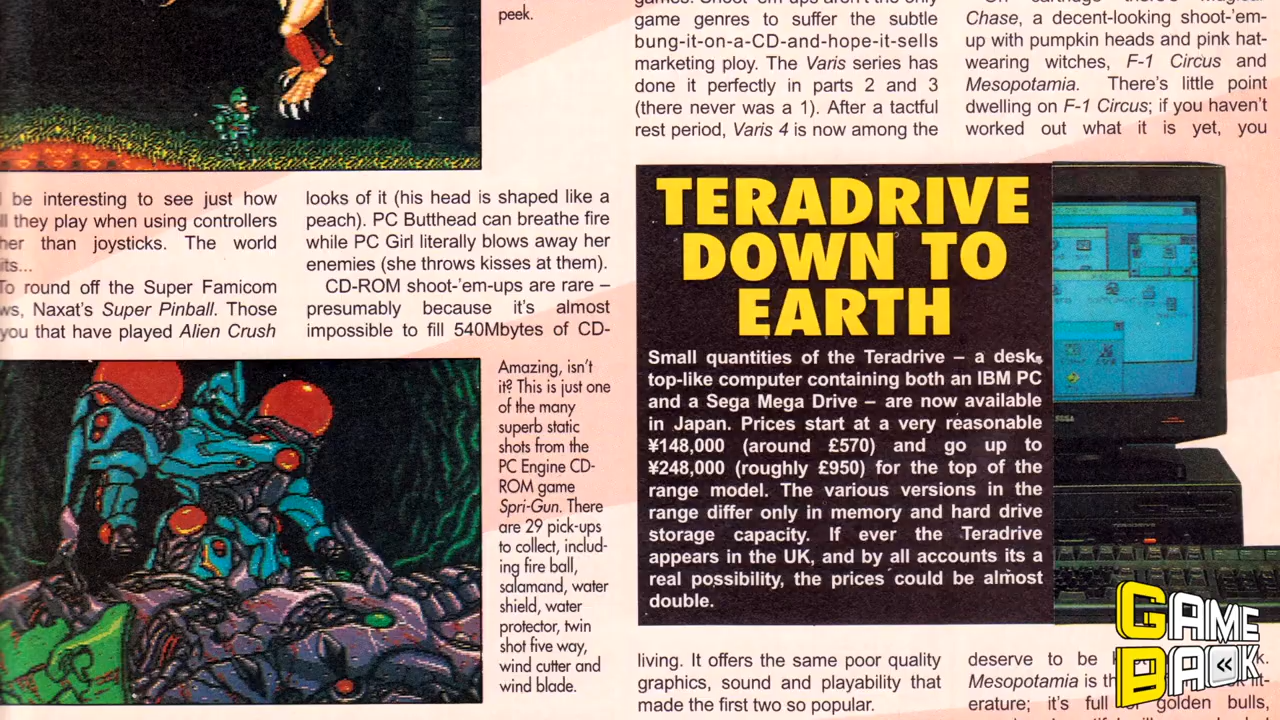 peek.
game genres to suffer the subtle
bung-it-on-a-CD-and-hope-it-sells
marketing ploy. The Varis series has
done it perfectly in parts 2 and 3
(there never was a 1). After a tactful
rest period, Varis 4 is now among the
Chase, a decent-looking shoot-'em-
up with pumpkin heads and pink hat-
wearing witches, F-1 Circus and
Mesopotamia. There's little point
dwelling on F-1 Circus; if you haven't
worked out what it is yet, you
be interesting to see just how
they play when using controllers
than joysticks. The world
To round off the Super Famicom
Naxat's Super Pinball. Those
you that have played Alien Crush
looks of it (his head is shaped like a
peach). PC Butthead can breathe fire
while PC Girl literally blows away her
enemies (she throws kisses at them).
CD-ROM shoot-'em-ups are rare –
presumably because it's almost
impossible to fill 540Mbytes of CD-
Amazing, isn't
it? This is just one
of the many
superb static
shots from the
PC Engine CD-
ROM game
Spri-Gun. There
are 29 pick-ups
to collect, includ-
ing fire ball,
salamand, water
shield, water
protector, twin
shot five way,
wind cutter and
wind blade.
TERADRIVE
DOWN TO
EARTH
Small quantities of the Teradrive – a desk-
top-like computer containing both an IBM PC
and a Sega Mega Drive – are now available
in Japan. Prices start at a very reasonable
¥148,000 (around £570) and go up to
¥248,000 (roughly £950) for the top of the
range model. The various versions in the
range differ only in memory and hard drive
storage capacity. If ever the Teradrive
appears in the UK, and by all accounts its a
real possibility, the prices could be almost
double.
SEGA
TERADRIVE
living. It offers the same poor quality
graphics, sound and playability that
made the first two so popular.
deserve to be
Mesopotamia is
erature; it's full golden bulls,
GAME
BACK